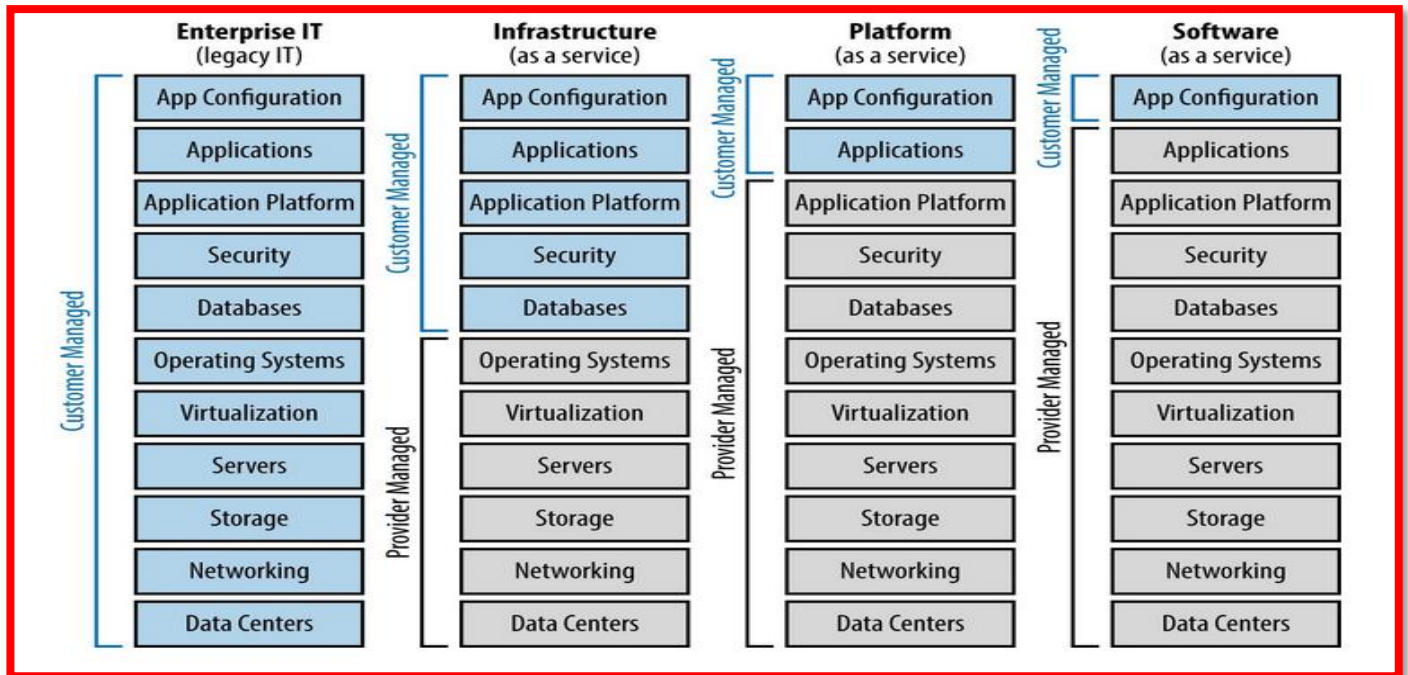 Enterprise IT
(legacy IT)
Customer Managed
App Configuration
Applications
Application Platform
Security
Databases
Operating Systems
Virtualization
Servers
Storage
Networking
Data Centers
Infrastructure
(as a service)
Customer Managed
Provider Managed
App Configuration
Applications
Application Platform
Security
Databases
Operating Systems
Virtualization
Servers
Storage
Networking
Data Centers
Platform
(as a service)
Customer Managed
Provider Managed
App Configuration
Applications
Application Platform
Security
Databases
Operating Systems
Virtualization
Servers
Storage
Networking
Data Centers
Software
(as a service)
Customer Managed
Provider Managed
App Configuration
Applications
Application Platform
Security
Databases
Operating Systems
Virtualization
Servers
Storage
Networking
Data Centers